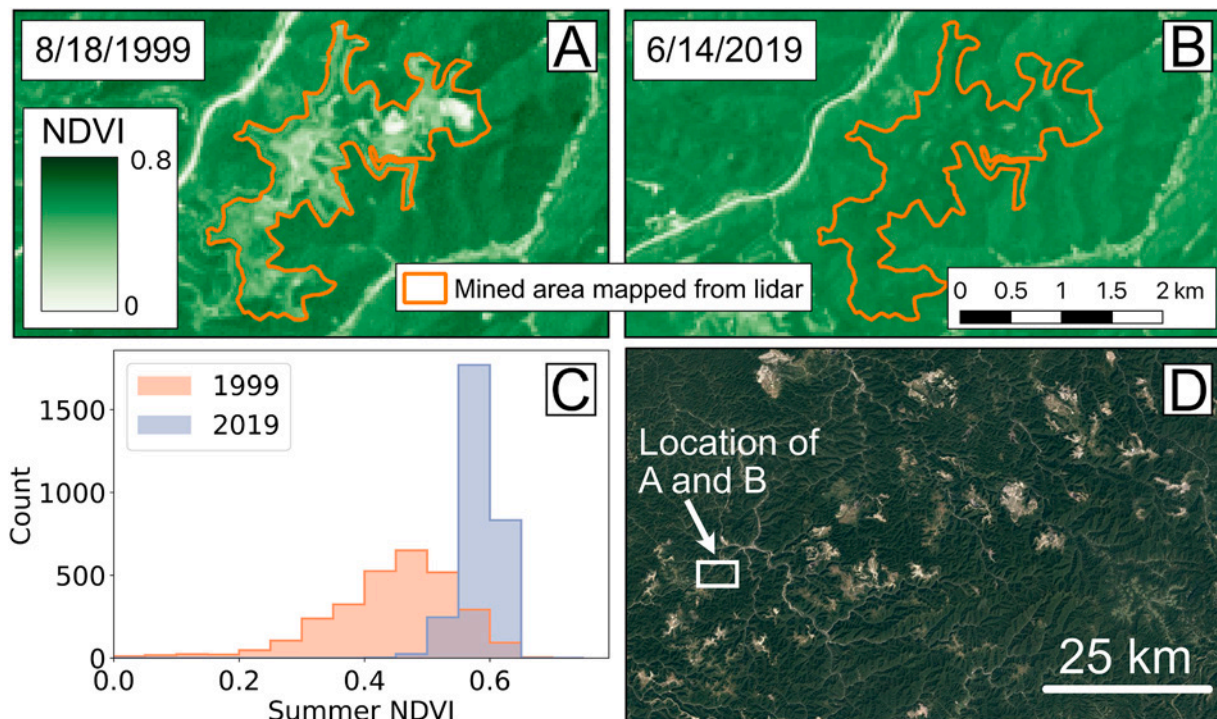 8/18/1999
A
NDVI
0.8
0
6/14/2019
B
Mined area mapped from lidar
0 0.5 1 1.5 2 km
C
1999
2019
1500
1000
500
0
Count
0.0 0.2 0.4 0.6
Summer NDVI
D
Location of
A and B
25 km